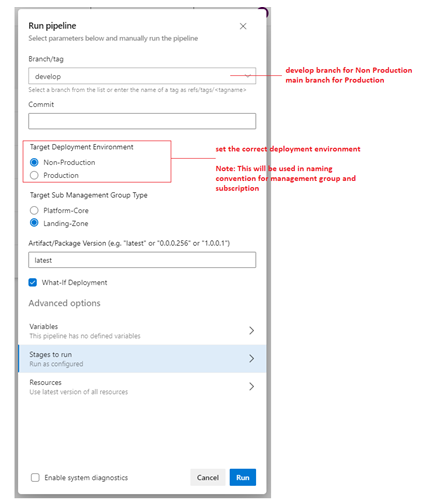 Run pipeline
Select parameters below and manually run the pipeline
Branch/tag
develop
develop branch for Non Production
main branch for Production
Select a branch from the list or enter the name of a tag as refs/tags/<tagname>
Commit
Target Deployment Environment
set the correct deployment environment
Non-Production
Production
Note: This will be used in naming
convention for management group and
subscription
Target Sub Management Group Type
Platform-Core
Landing-Zone
Artifact/Package Version (e.g. "latest" or "0.0.0.256" or "1.0.0.1")
latest
What-If Deployment
Advanced options
Variables
This pipeline has no defined variables
Stages to run
Run as configured
Resources
Use latest version of all resources
Enable system diagnostics
Cancel
Run